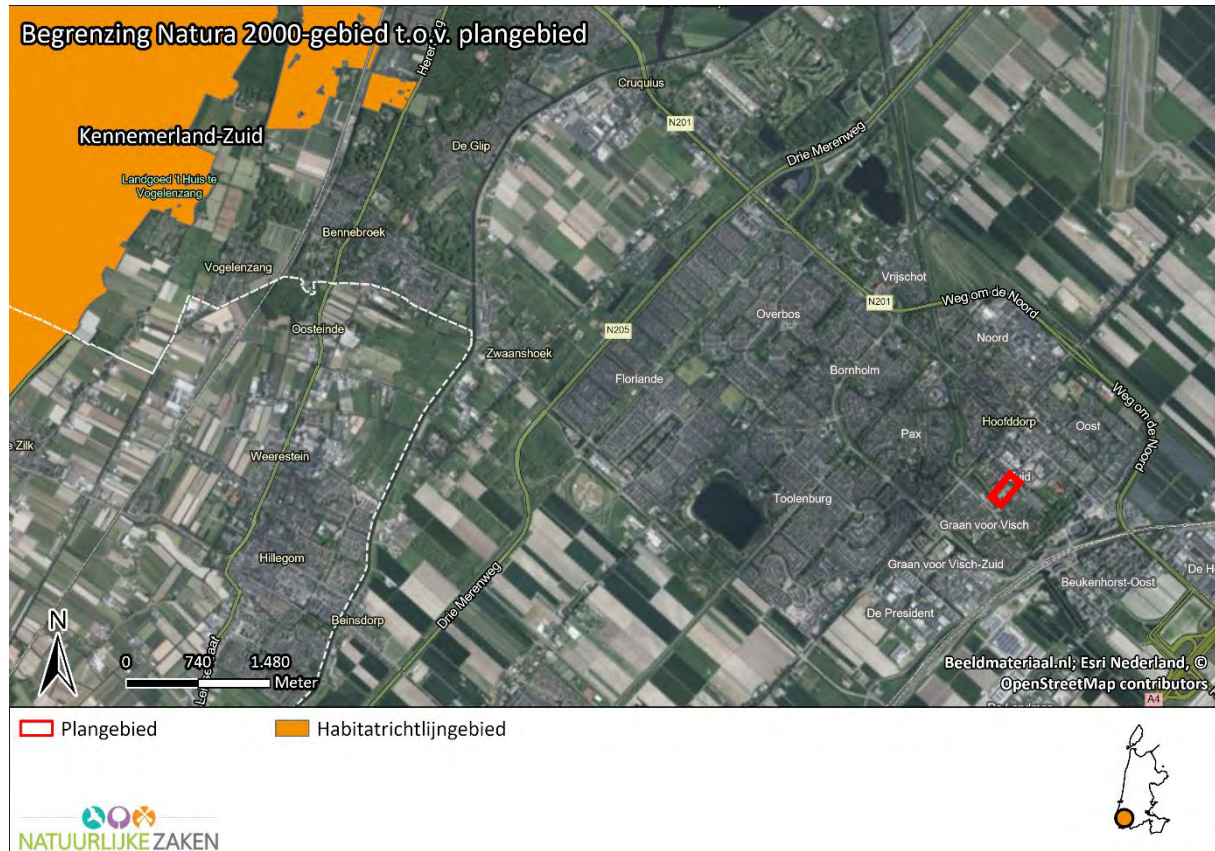 Begrenzing Natura 2000-gebied t.o.v. plangebied
Herenweg
Cruquius
N201
Kennemerland-Zuid
De Glip
Drie Merenweg
Landgoed 't Huis te
Vogelenzang
Bennebroek
Vogelenzang
Vrijschot
N201
Weg om de Noord
Oosteinde
Overbos
N205
Noord
Zwaanshoek
Floriande
Bornholm
Weg om de Noord
Hoofddorp
Oost
Pax
Zilk
Weerestein
Toolenburg
Graan voor Visch
Hillegom
Graan voor Visch-Zuid
Beukenhorst-Oost
De President
Drie Merenweg
Beinsdorp
N
0 740 1.480
Meter
Beeldmateriaal.nl; Esri Nederland, ©
OpenStreetMap contributors
A4
Plangebied
Habitatrichtlijngebied
NATUURLIJKE ZAKEN